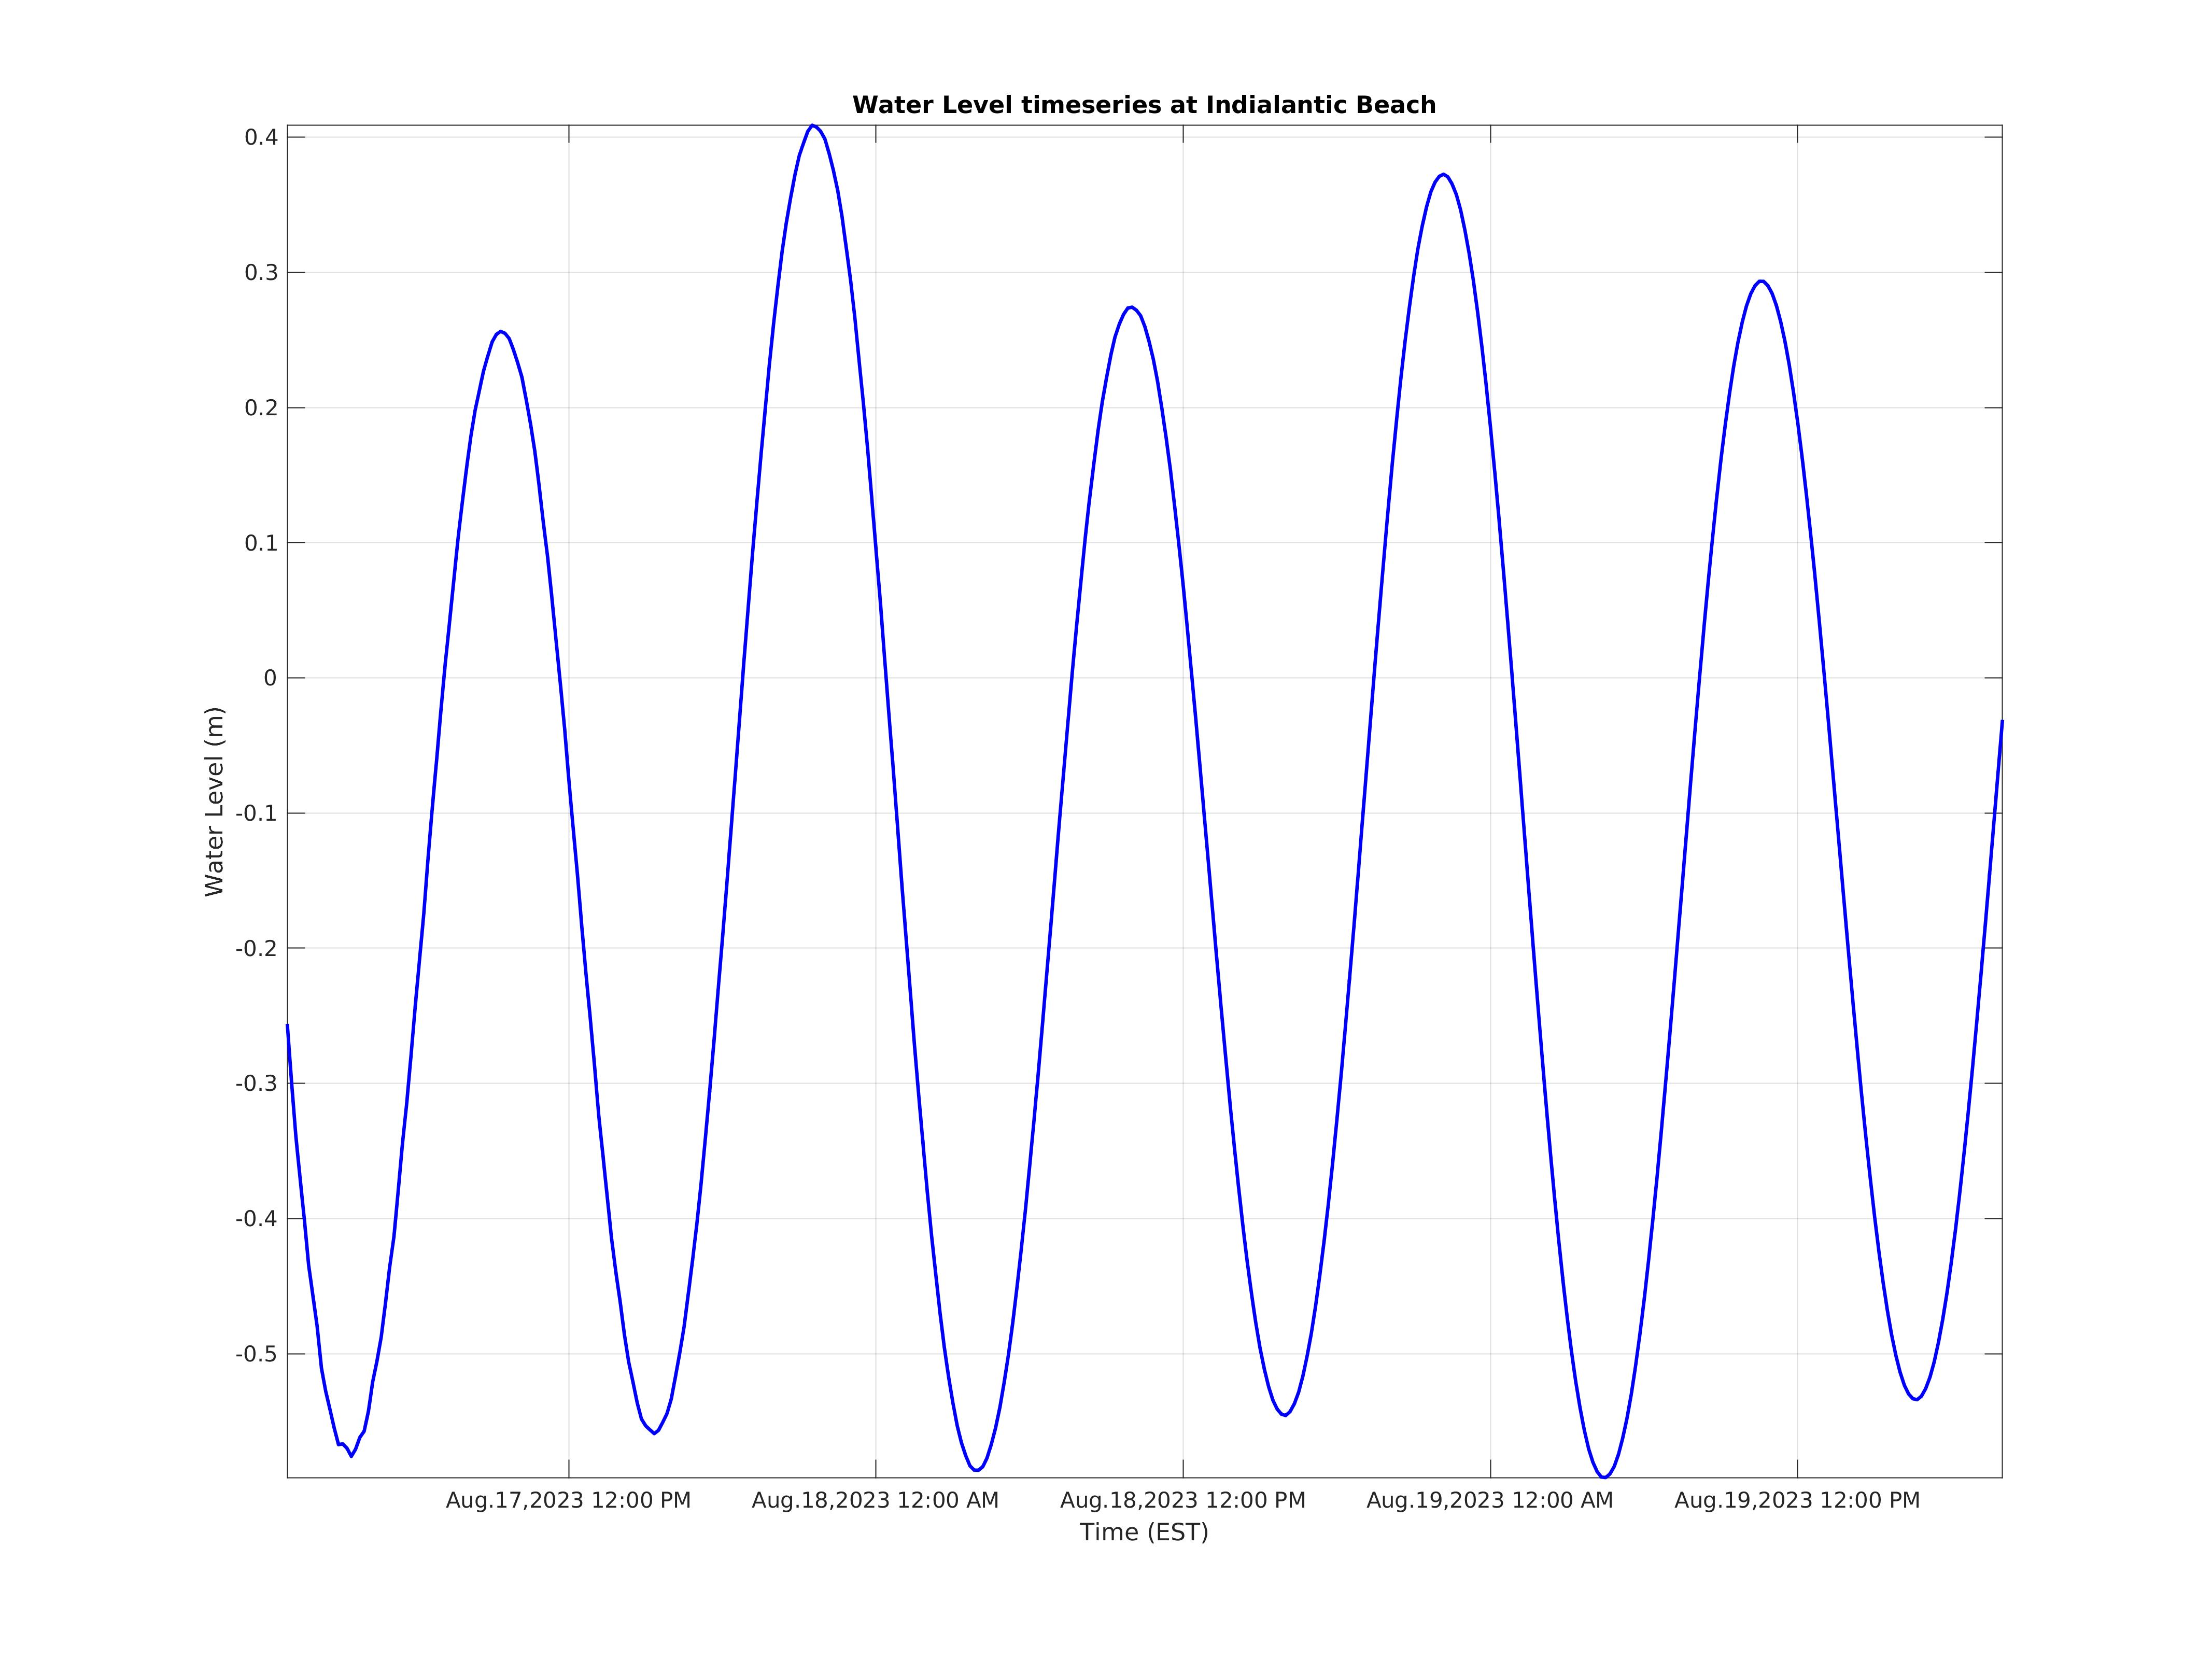 Water Level timeseries at Indialantic Beach
0.4
0.3
0.2
0.1
0
-0.1
-0.2
-0.3
-0.4
-0.5
Water Level (m)
Aug.17,2023 12:00 PM
Aug.18,2023 12:00 AM
Aug.18,2023 12:00 PM
Aug.19,2023 12:00 AM
Aug.19,2023 12:00 PM
Time (EST)